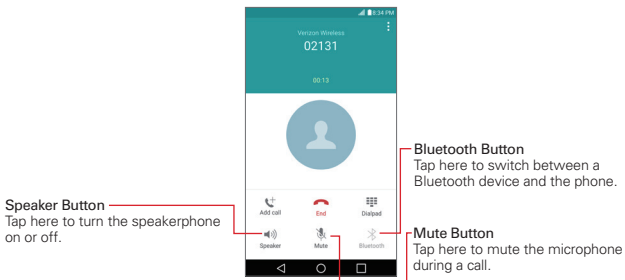 8:34 PM
Verizon Wireless
02131
00:13
Bluetooth Button
Tap here to switch between a
Bluetooth device and the phone.
Add call End Dialpad
Speaker Button
Tap here to turn the speakerphone
on or off.
Speaker Mute Bluetooth
Mute Button
Tap here to mute the microphone
during a call.